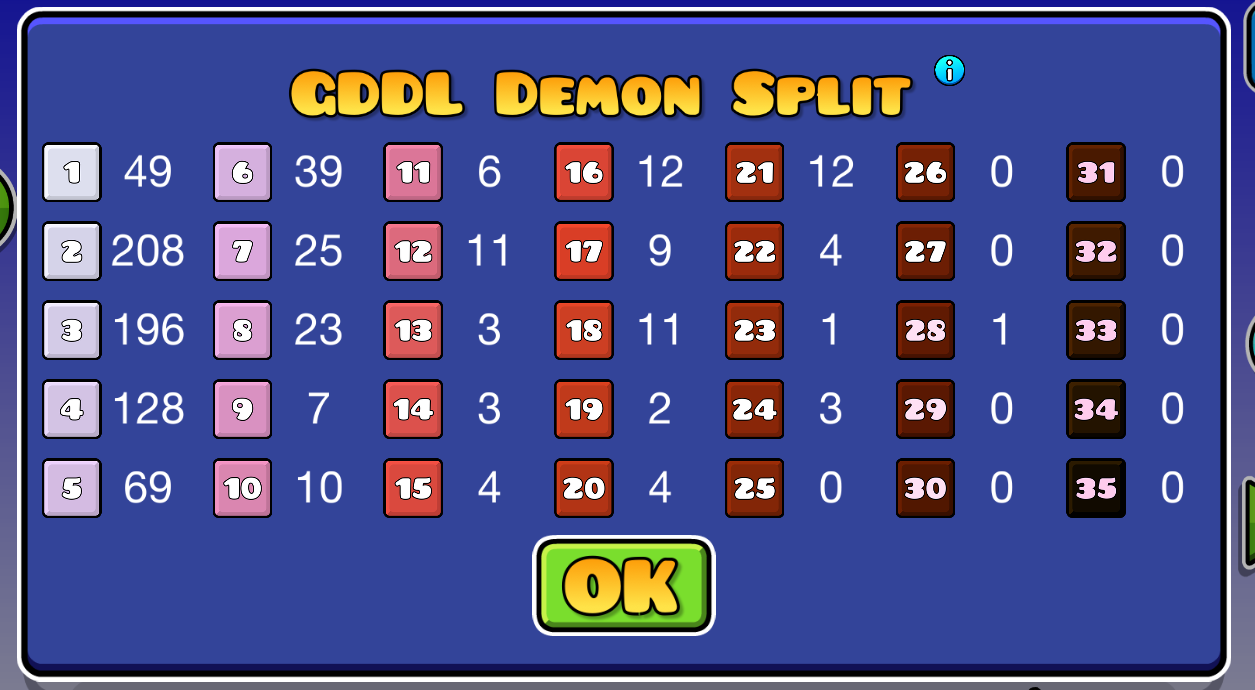 GDDL DEMON SPLIT i
1 49 6 39 11 6 16 12 21 12 26 0 31 0
2 208 7 25 12 11 17 9 22 4 27 0 32 0
3 196 8 23 13 3 18 11 23 1 28 1 33 0
4 128 9 7 14 3 19 2 24 3 29 0 34 0
5 69 10 10 15 4 20 4 25 0 30 0 35 0
OK